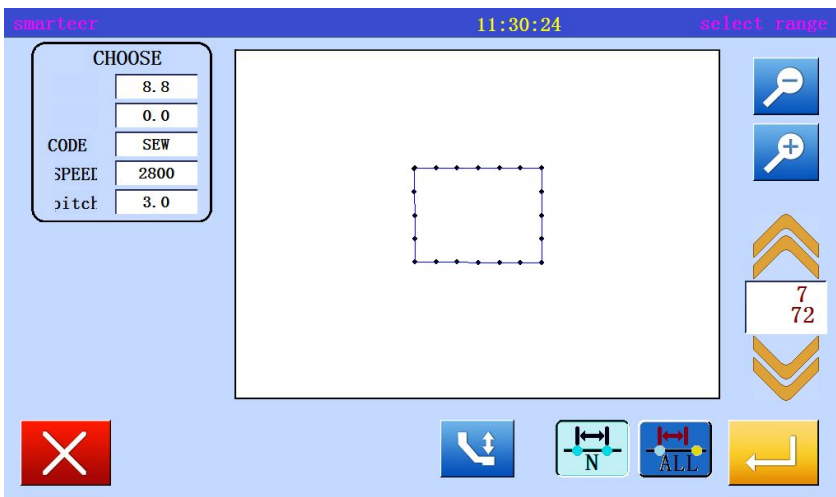 smarteer 11:30:24 select range
CHOOSE
8.8
0.0
CODE SEW
SPEEL 2800
pitch 3.0
7
72
N ALL